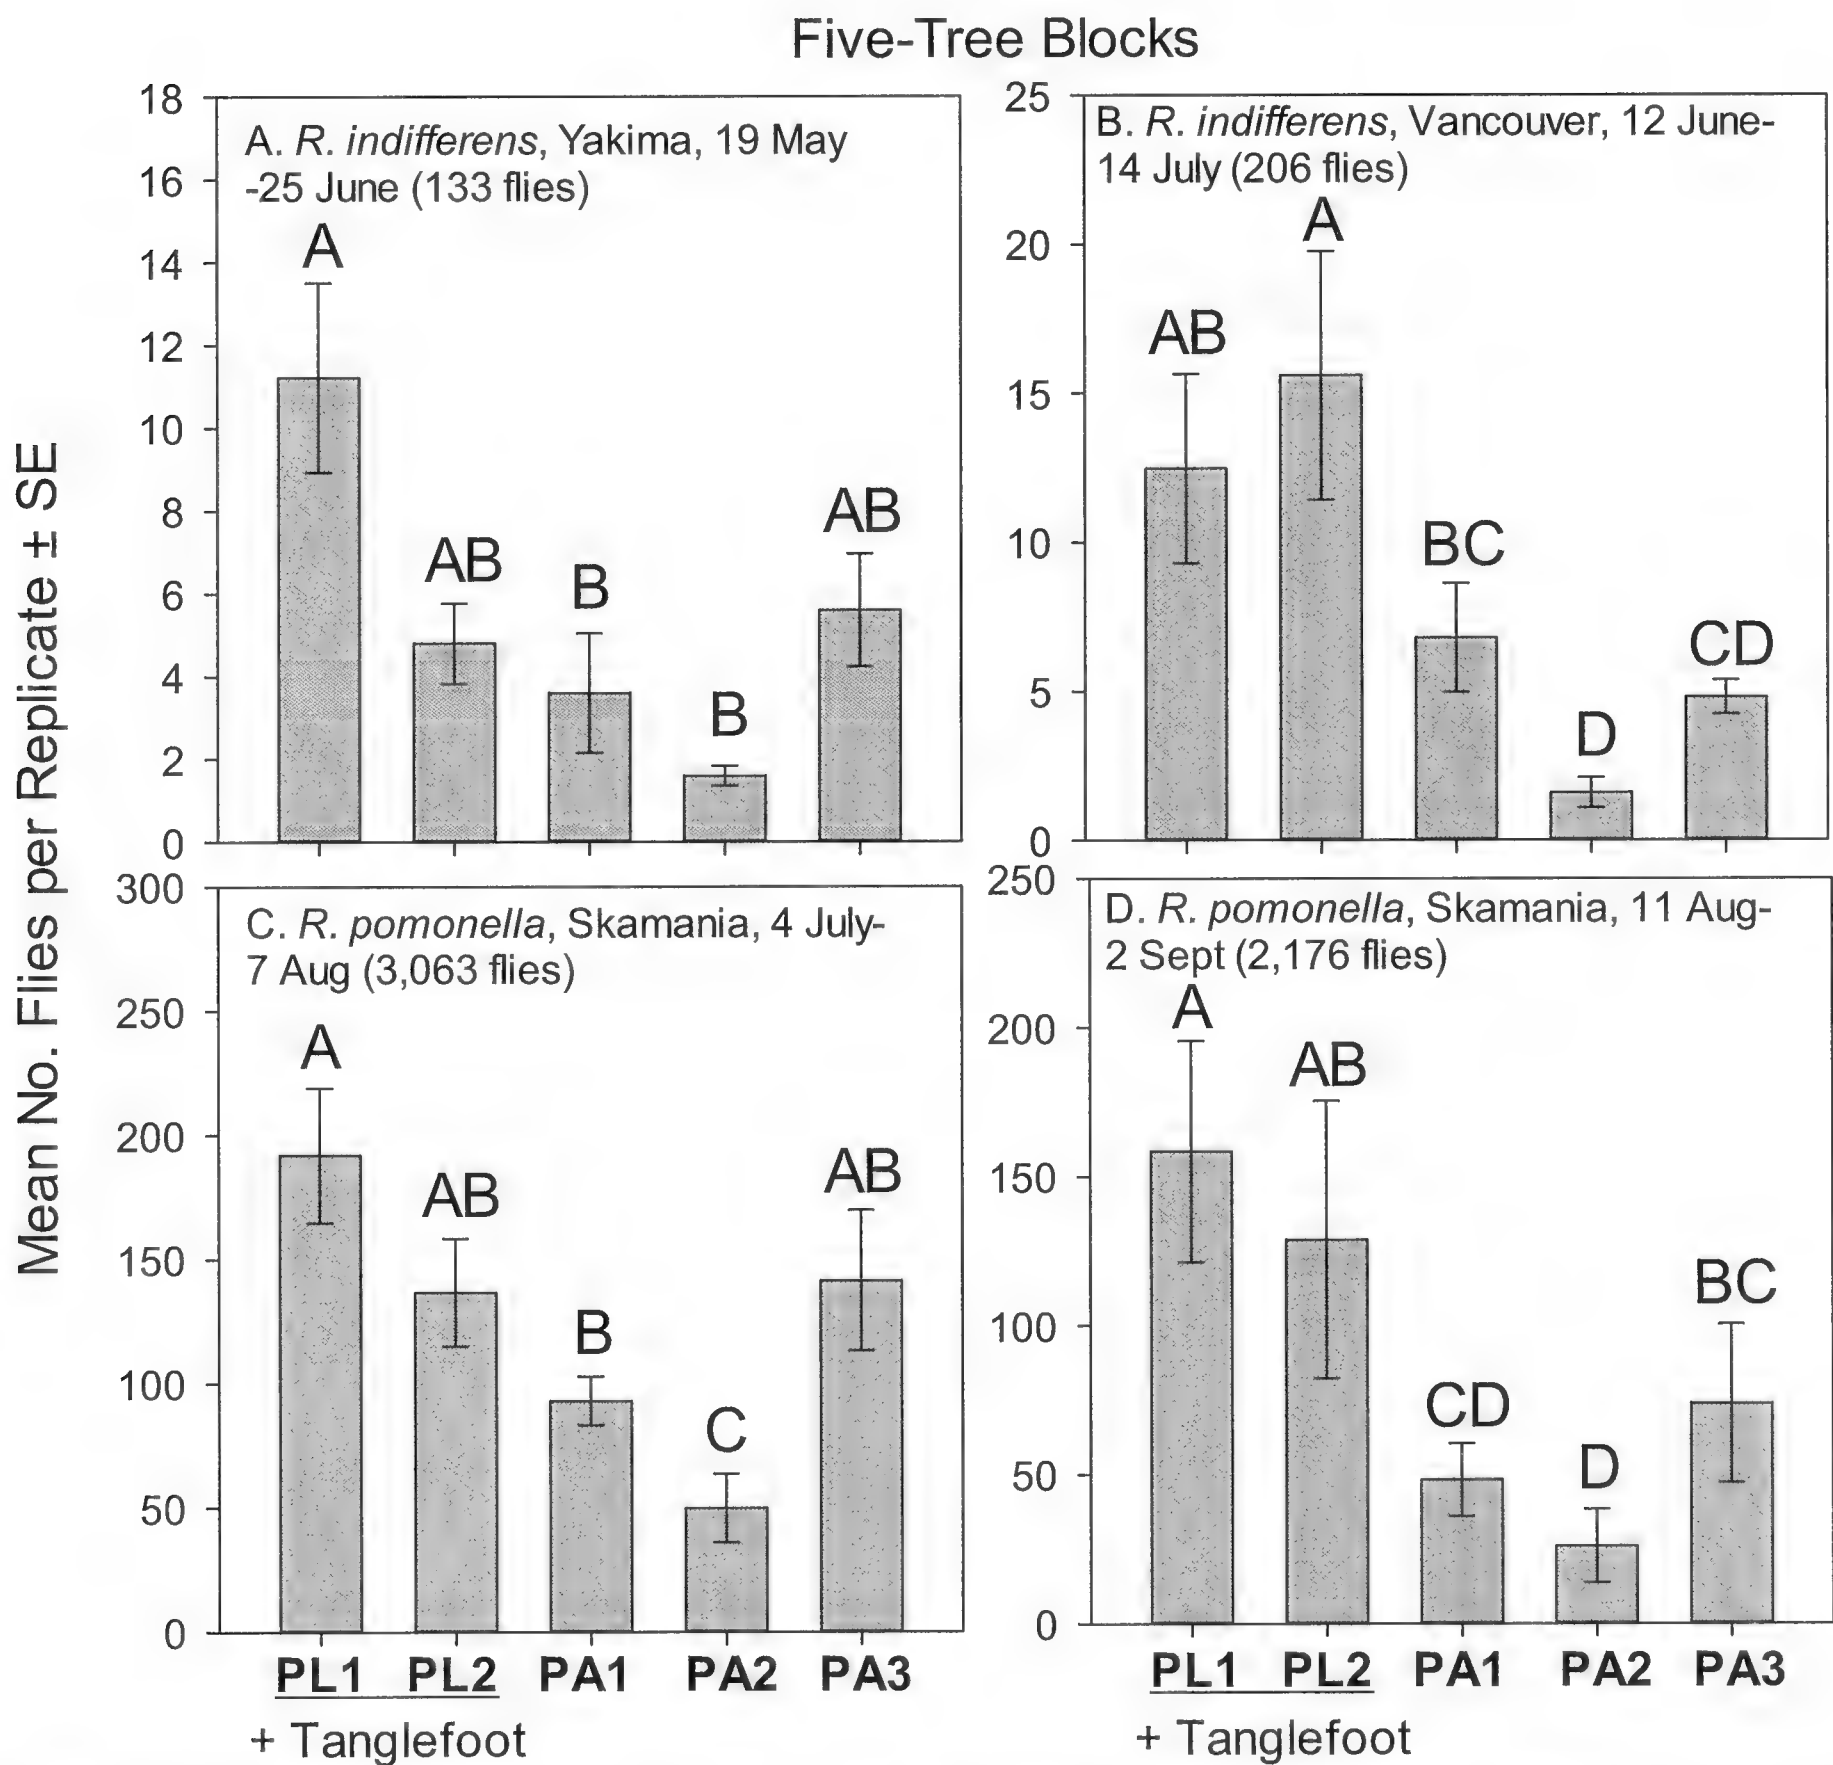 Five-Tree Blocks
Mean No. Flies per Replicate ± SE
18
16
14
12
10
8
6
4
2
0
A. R. indifferens, Yakima, 19 May
-25 June (133 flies)
A
AB
B
B
AB
25
20
15
10
5
0
B. R. indifferens, Vancouver, 12 June-
14 July (206 flies)
AB
A
BC
D
CD
300
250
200
150
100
50
0
C. R. pomonella, Skamania, 4 July-
7 Aug (3,063 flies)
A
AB
B
C
AB
PL1 PL2 PA1 PA2 PA3
+ Tanglefoot
250
200
150
100
50
0
D. R. pomonella, Skamania, 11 Aug-
2 Sept (2,176 flies)
A
AB
CD
D
BC
PL1 PL2 PA1 PA2 PA3
+ Tanglefoot